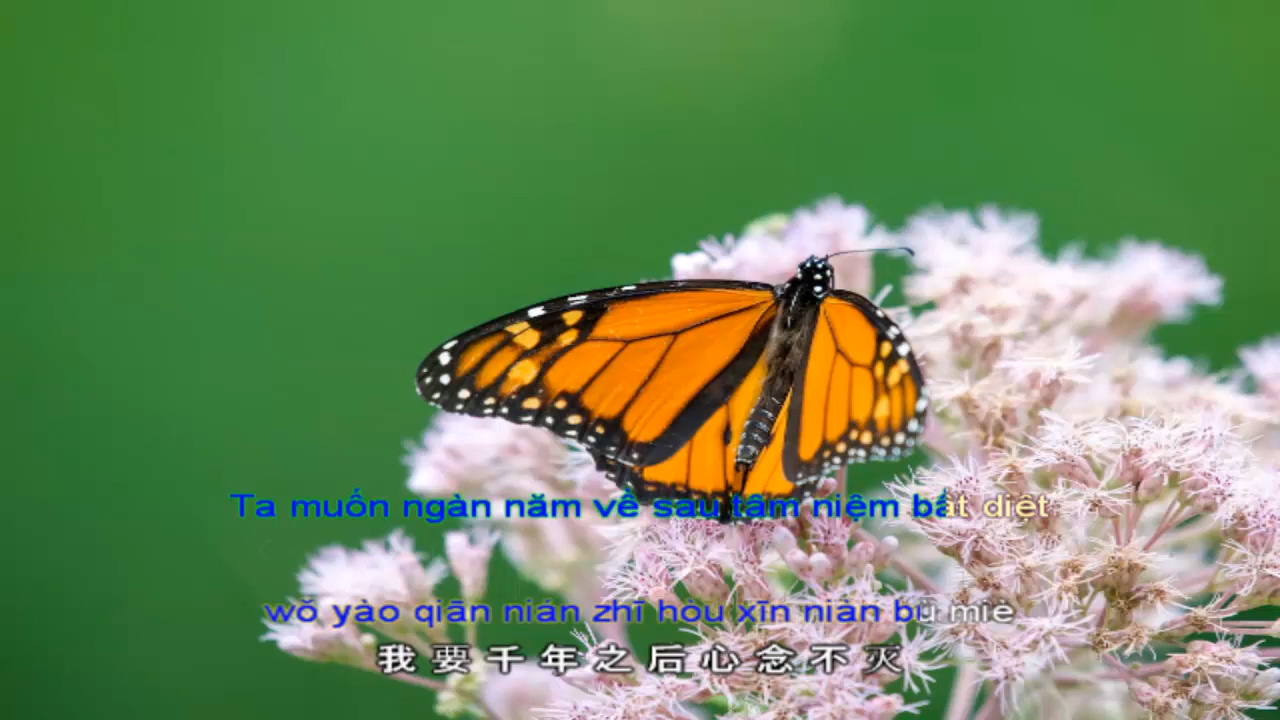 Ta muốn ngàn năm về sau tâm niệm bất diệt
wǒ yào qiān nián zhī hòu xīn niàn bù miè
我要千年之后心念不灭